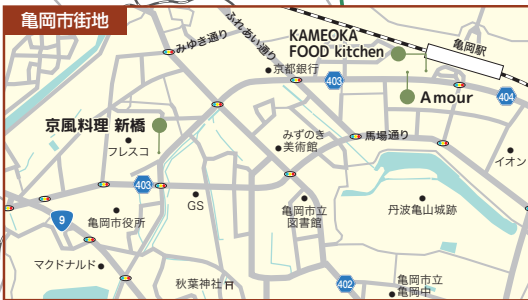 亀岡市街地
みゆき通り
ふれあい通り
KAMEOKA
FOOD kitchen
亀岡駅
京都銀行
403
404
Amour
京風料理 新橋
フレスコ
みずのき
美術館
馬場通り
イオン
403
GS
9
亀岡市役所
亀岡市立
図書館
丹波亀山城跡
マクドナルド
秋葉神社
402
亀岡市立
亀岡中